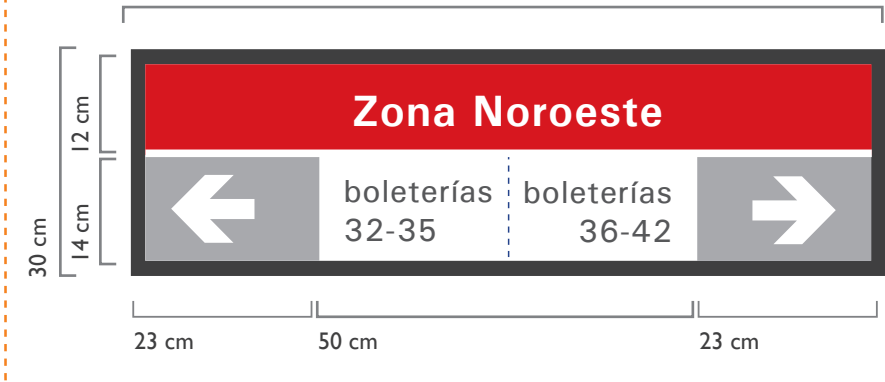 Zona Noroeste
boleterías
32-35
boleterías
36-42
12 cm
14 cm
30 cm
23 cm
50 cm
23 cm